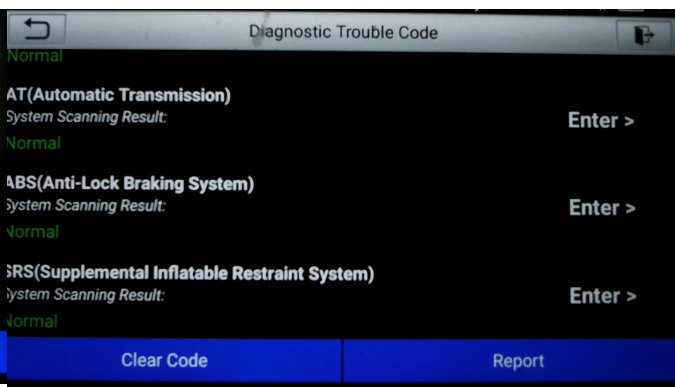 Diagnostic Trouble Code
Normal
AT(Automatic Transmission)
System Scanning Result:
Enter >
Normal
ABS(Anti-Lock Braking System)
System Scanning Result:
Enter >
Normal
SRS(Supplemental Inflatable Restraint System)
System Scanning Result:
Enter >
Normal
Clear Code
Report